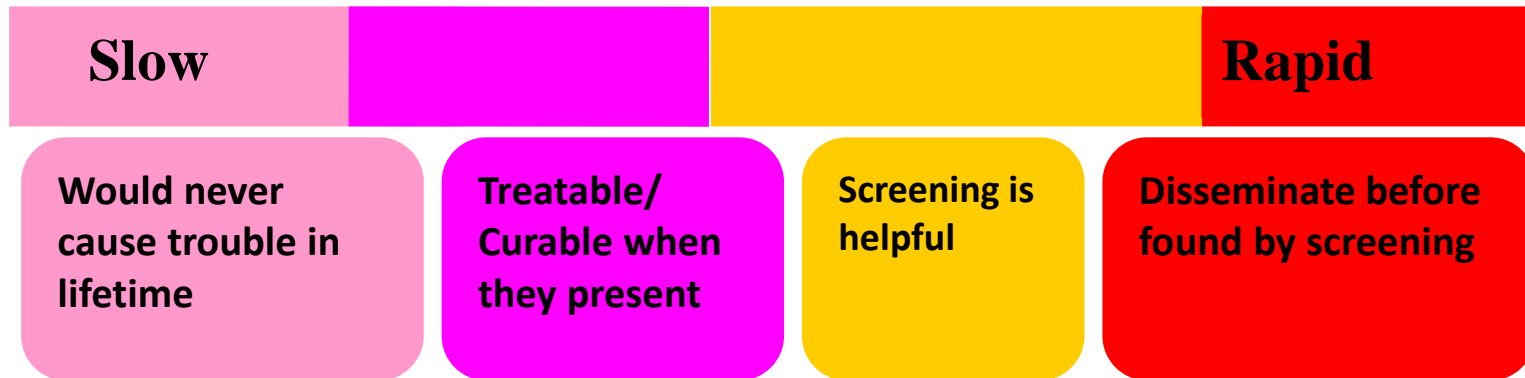 Slow
Rapid
Would never
cause trouble in
lifetime
Treatable/
Curable when
they present
Screening is
helpful
Disseminate before
found by screening